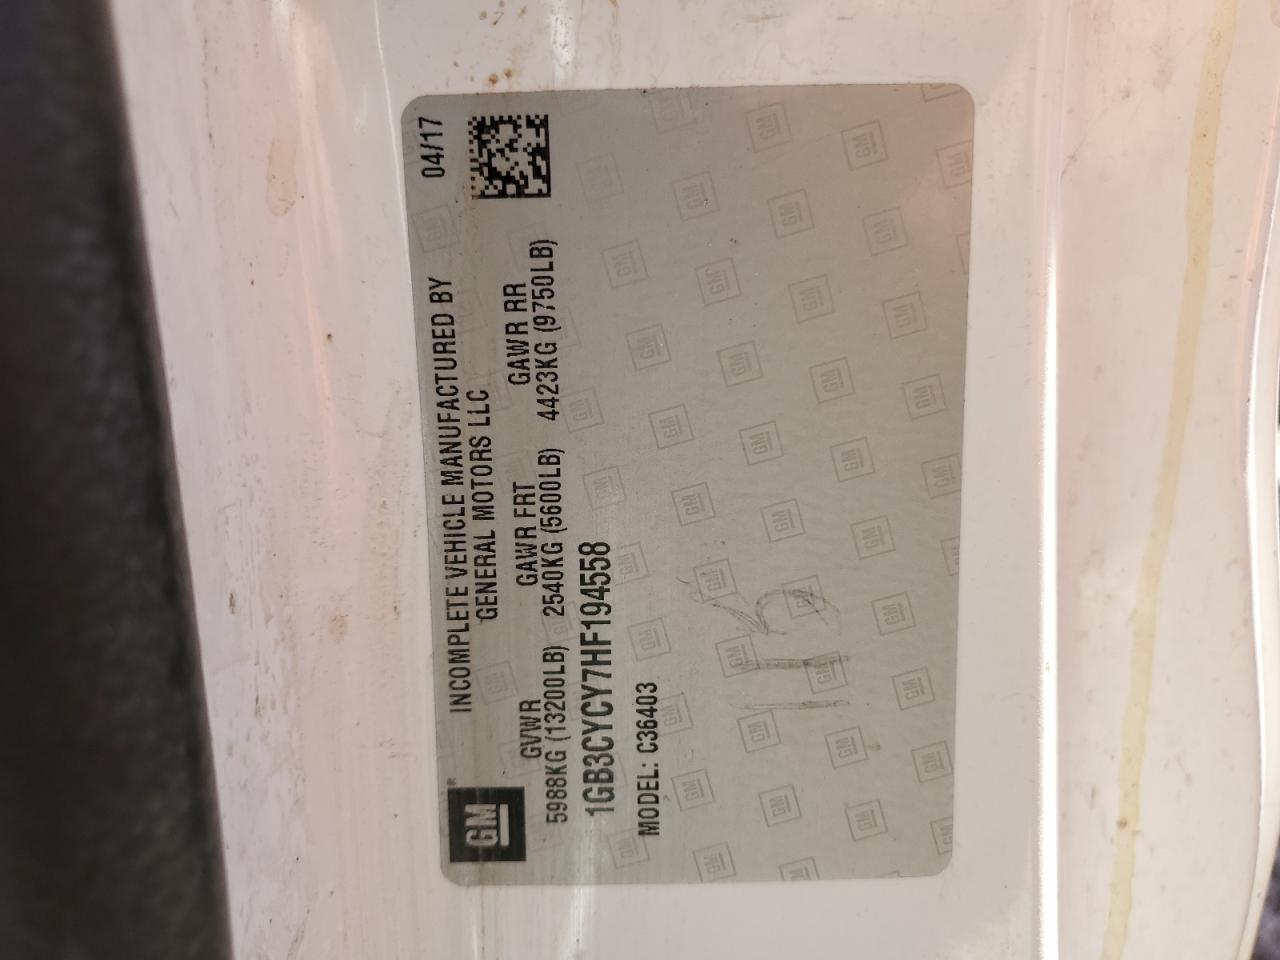 GM
INCOMPLETE VEHICLE MANUFACTURED BY
GENERAL MOTORS LLC
04/17
GVWR GAWR FRT GAWR RR
5988KG (13200LB) 2540KG (5600LB) 4423KG (9750LB)
1GB3CYCY7HF194558
MODEL: C36403
115